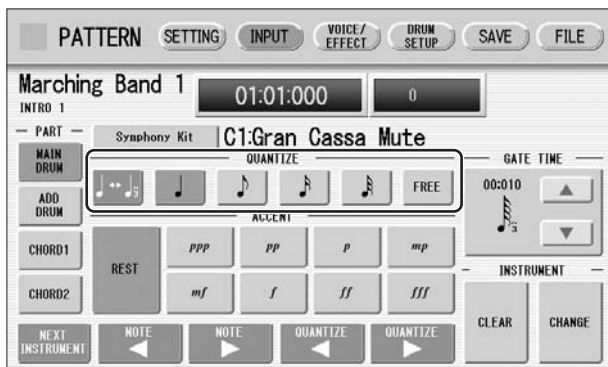 PATTERN SETTING INPUT VOICE/EFFECT DRUM SETUP SAVE FILE
Marching Band 1 01:01:000 0
INTRO 1
PART Symphony Kit C1:Gran Cassa Mute
MAIN DRUM QUANTIZE GATE TIME
FREE 00:010
3 3
ADD DRUM ACCENT
CHORD1 REST ppp pp p mp
INSTRUMENT
CHORD2 mf f ff fff
CLEAR CHANGE
NEXT INSTRUMENT NOTE NOTE QUANTIZE QUANTIZE